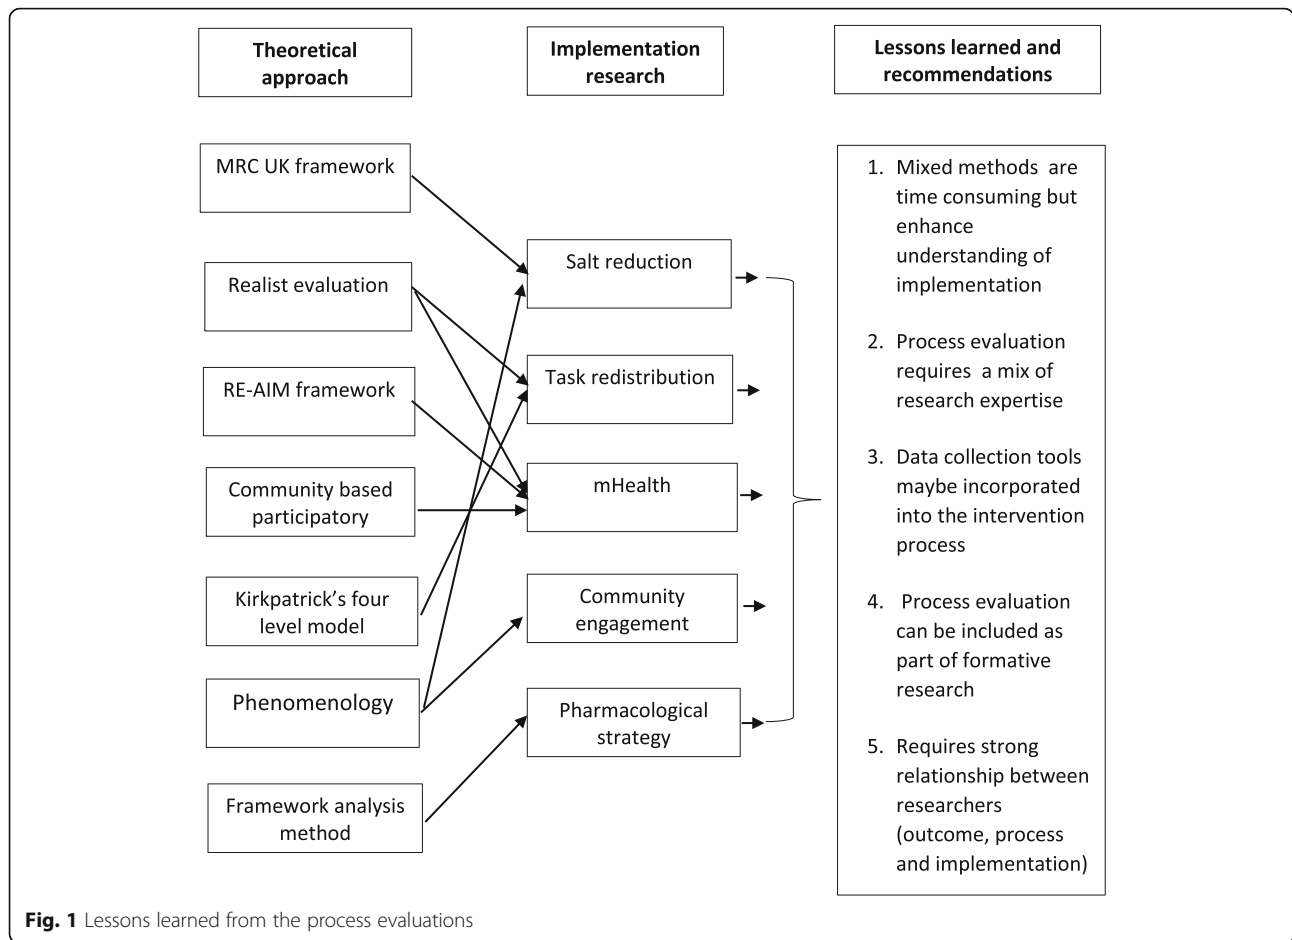 Theoretical
approach
Implementation
research
Lessons learned and
recommendations
MRC UK framework
Realist evaluation
RE-AIM framework
Community based
participatory
Kirkpatrick’s four
level model
Phenomenology
Framework analysis
method
Salt reduction
Task redistribution
mHealth
Community
engagement
Pharmacological
strategy
1. Mixed methods are
time consuming but
enhance
understanding of
implementation
2. Process evaluation
requires a mix of
research expertise
3. Data collection tools
maybe incorporated
into the intervention
process
4. Process evaluation
can be included as
part of formative
research
5. Requires strong
relationship between
researchers
(outcome, process
and implementation)
Fig. 1 Lessons learned from the process evaluations